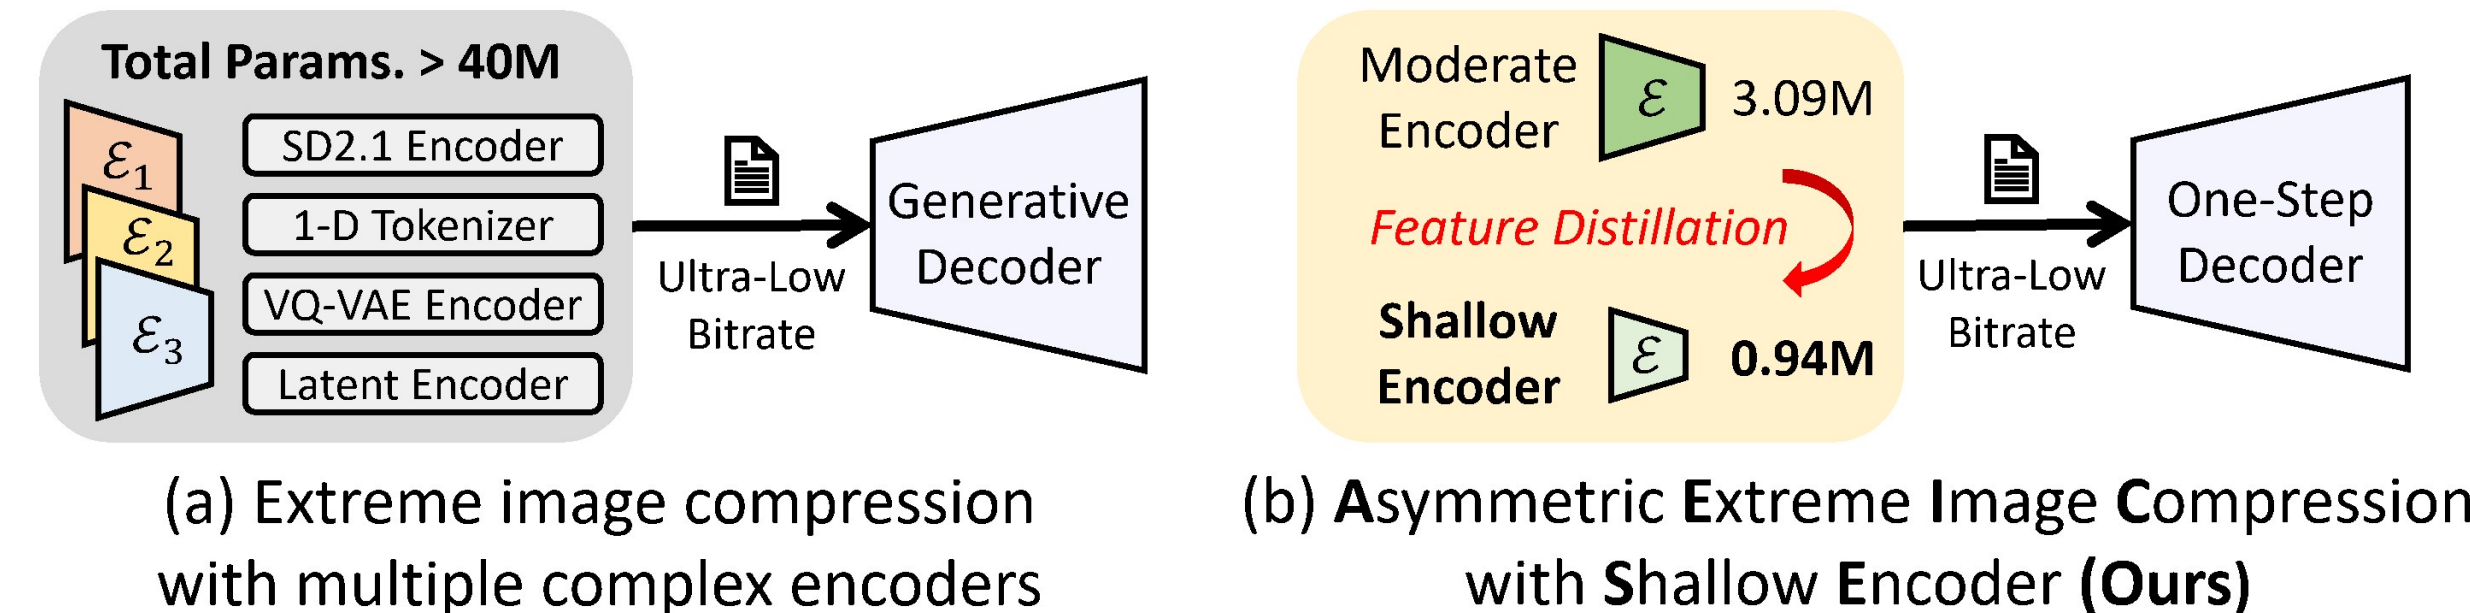 Total Params. > 40M
ℰ1
ℰ2
ℰ3
SD2.1 Encoder
1-D Tokenizer
VQ-VAE Encoder
Latent Encoder
Ultra-Low
Bitrate
Generative
Decoder
(a) Extreme image compression
with multiple complex encoders
Moderate
Encoder
ℰ
3.09M
Feature Distillation
Shallow
Encoder
ℰ
0.94M
Ultra-Low
Bitrate
One-Step
Decoder
(b) Asymmetric Extreme Image Compression
with Shallow Encoder (Ours)